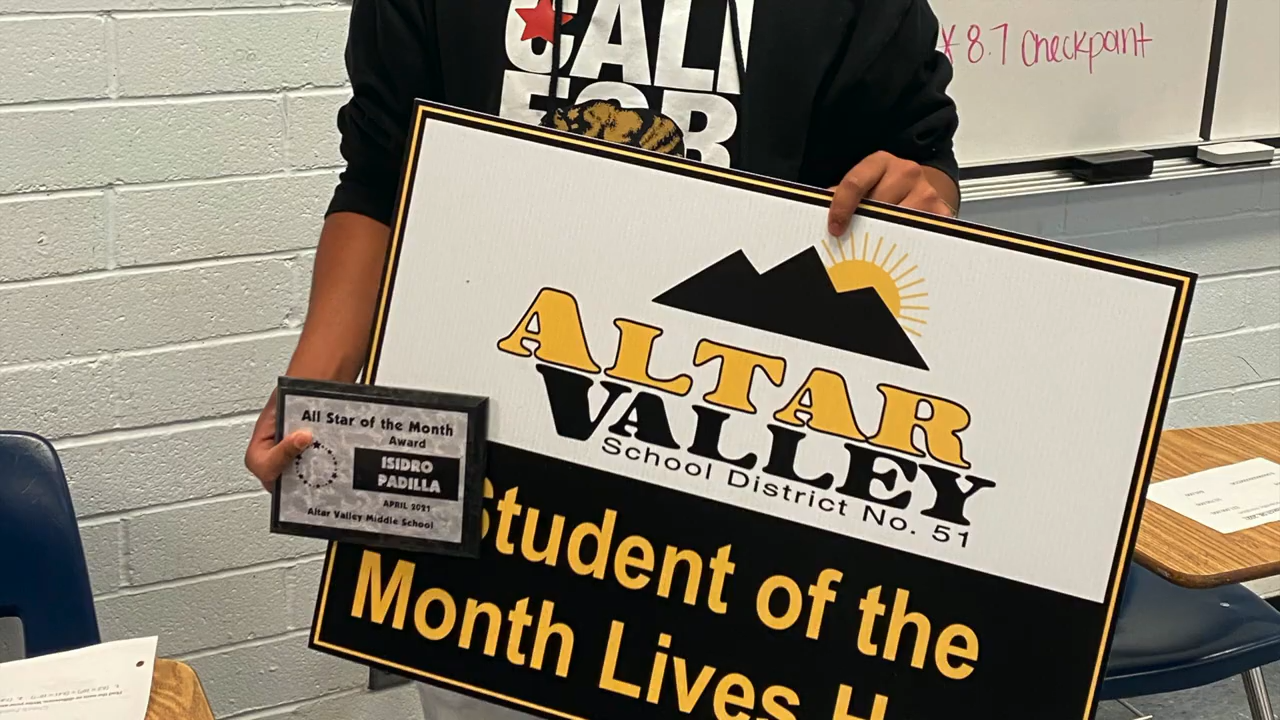 CALI
FOR
* 8.7 Checkpoint
ALTAR
VALLEY
School District No. 51
Student of the
Month Lives H
All Star of the Month
Award
ISIDRO
PADILLA
APRIL 2021
Altar Valley Middle School